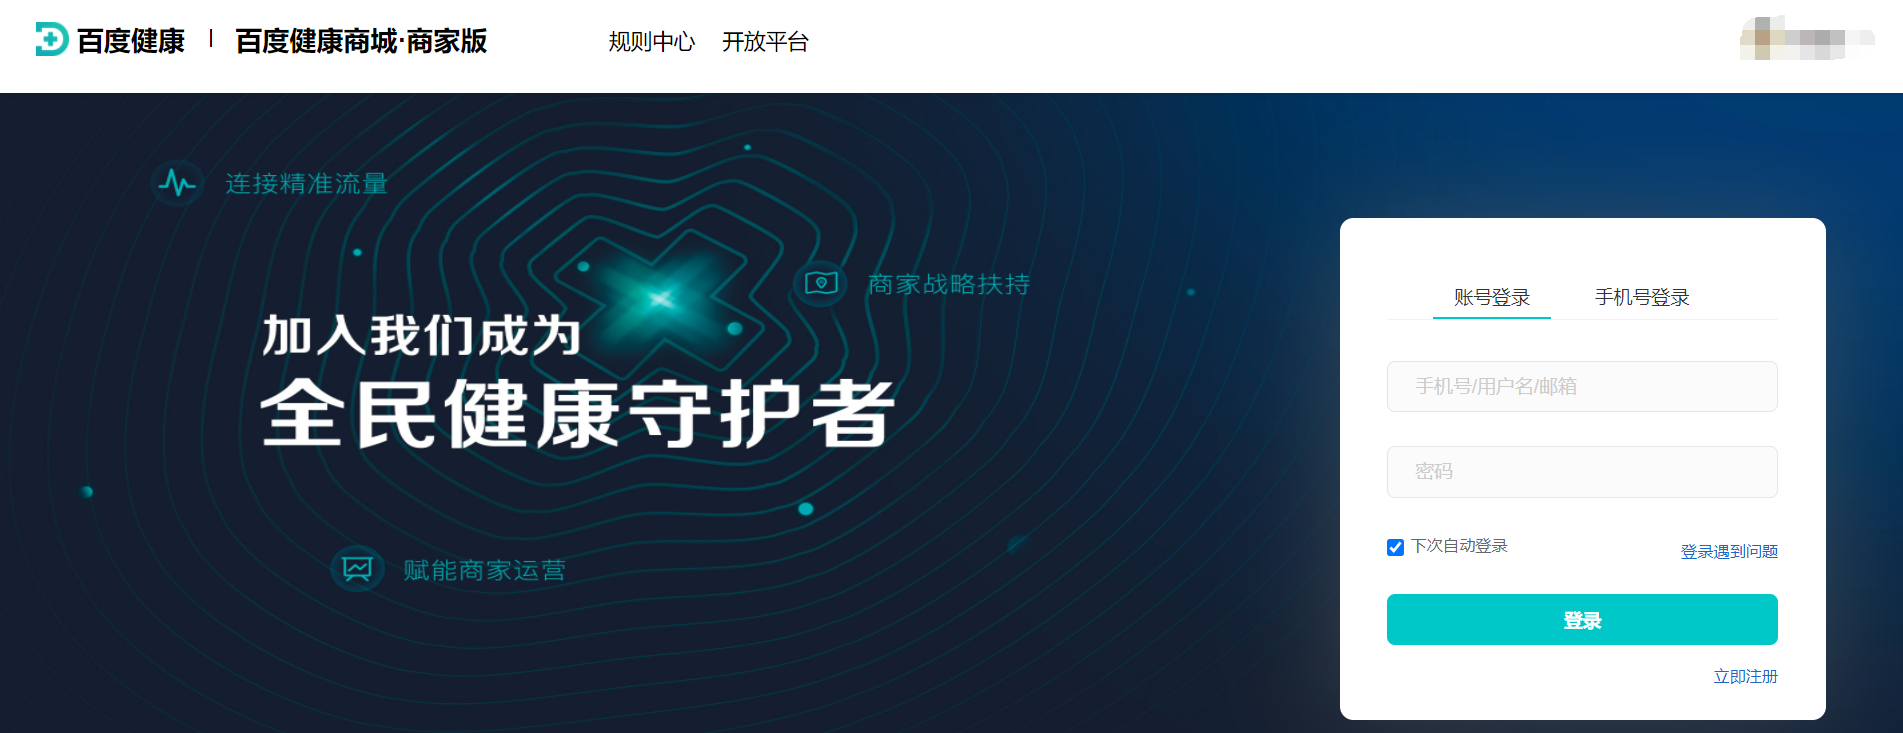 百度健康 | 百度健康商城·商家版 规则中心 开放平台
连接精准流量
商家战略扶持
加入我们成为
全民健康守护者
赋能商家运营
账号登录 手机号登录
手机号/用户名/邮箱
密码
下次自动登录 登录遇到问题
登录
立即注册